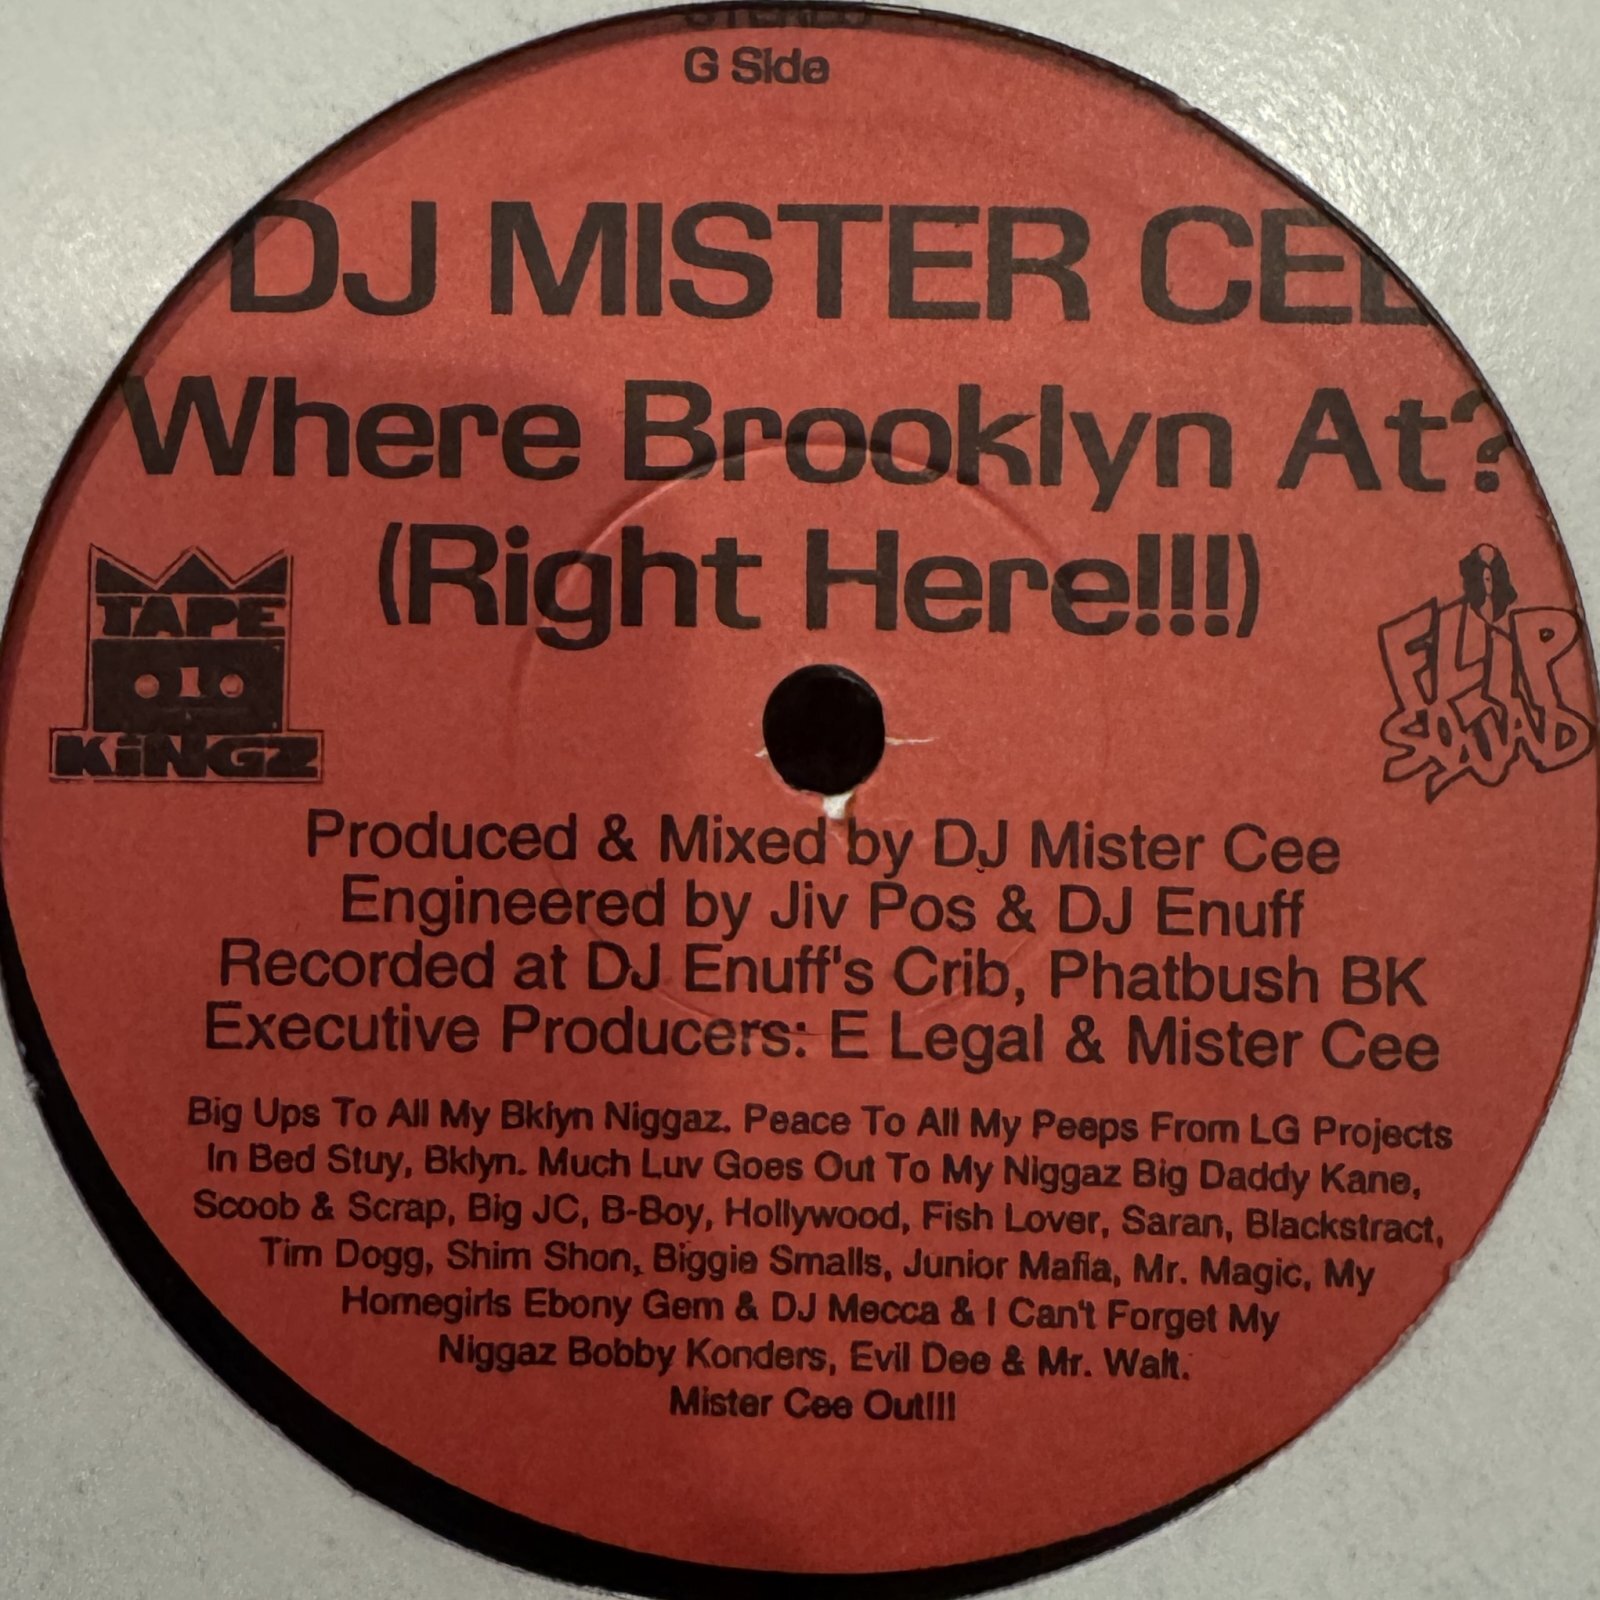 STEREO
G Side
DJ MISTER CEE
Where Brooklyn At?
(Right Here!!!)
TAPE
KiNGZ
FLiP
SQUAD
Produced & Mixed by DJ Mister Cee
Engineered by Jiv Pos & DJ Enuff
Recorded at DJ Enuff's Crib, Phatbush BK
Executive Producers: E Legal & Mister Cee
Big Ups To All My Bklyn Niggaz. Peace To All My Peeps From LG Projects
In Bed Stuy, Bklyn. Much Luv Goes Out To My Niggaz Big Daddy Kane,
Scoob & Scrap, Big JC, B-Boy, Hollywood, Fish Lover, Saran, Blackstract,
Tim Dogg, Shim Shon, Biggie Smalls, Junior Mafia, Mr. Magic, My
Homegirls Ebony Gem & DJ Mecca & I Can't Forget My
Niggaz Bobby Konders, Evil Dee & Mr. Walt.
Mister Cee Out!!!